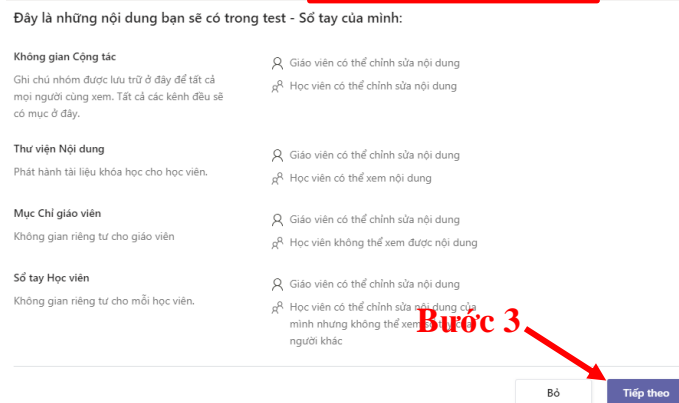 Đây là những nội dung bạn sẽ có trong test - Sổ tay của mình:
Không gian Cộng tác
Ghi chú nhóm được lưu trữ ở đây để tất cả
mọi người cùng xem. Tất cả các kênh đều sẽ
có mục ở đây.
Giáo viên có thể chỉnh sửa nội dung
Học viên có thể chỉnh sửa nội dung
Thư viện Nội dung
Phát hành tài liệu khóa học cho học viên.
Giáo viên có thể chỉnh sửa nội dung
Học viên có thể xem nội dung
Mục Chỉ giáo viên
Không gian riêng tư cho giáo viên
Giáo viên có thể chỉnh sửa nội dung
Học viên không thể xem được nội dung
Sổ tay Học viên
Không gian riêng tư cho mỗi học viên.
Giáo viên có thể chỉnh sửa nội dung
Học viên có thể chỉnh sửa nội dung của
mình nhưng không thể xem sổ tay của
người khác
Bước 3
Bỏ
Tiếp theo